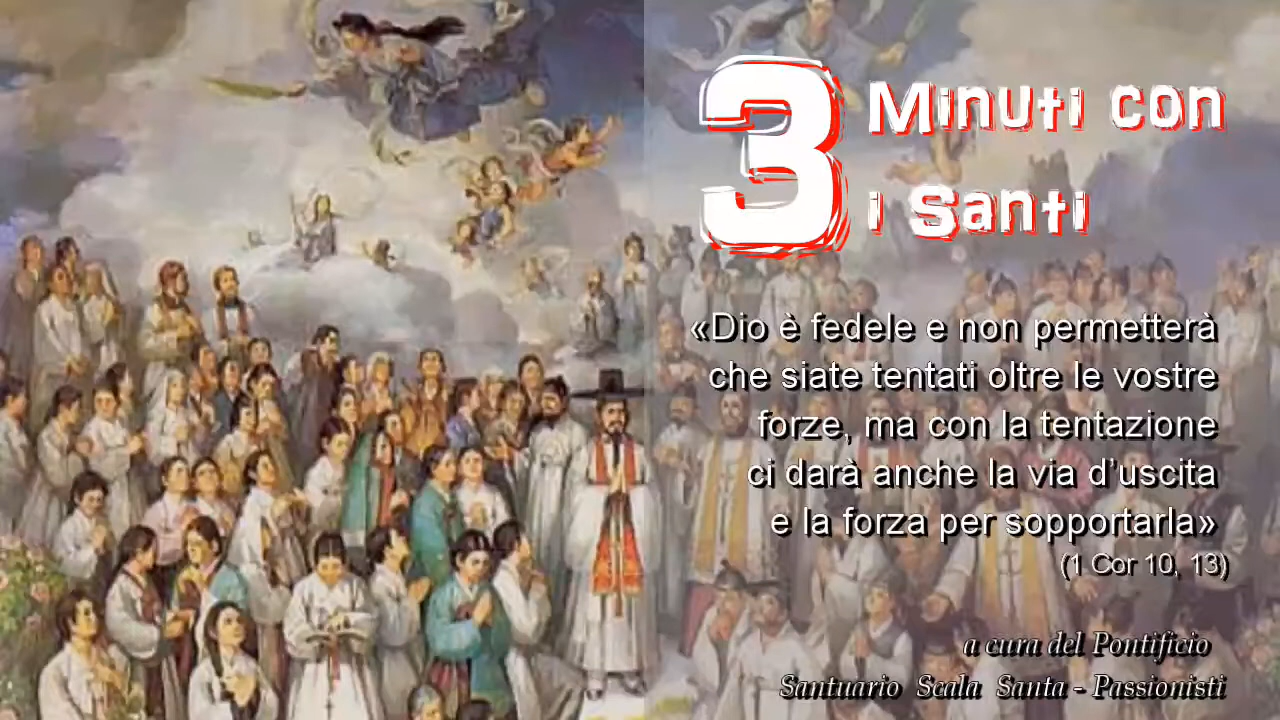 3 Minuti con
i Santi
«Dio è fedele e non permetterà
che siate tentati oltre le vostre
forze, ma con la tentazione
ci darà anche la via d'uscita
e la forza per sopportarla»
(1 Cor 10, 13)
a cura del Pontificio
Santuario Scala Santa - Passionisti